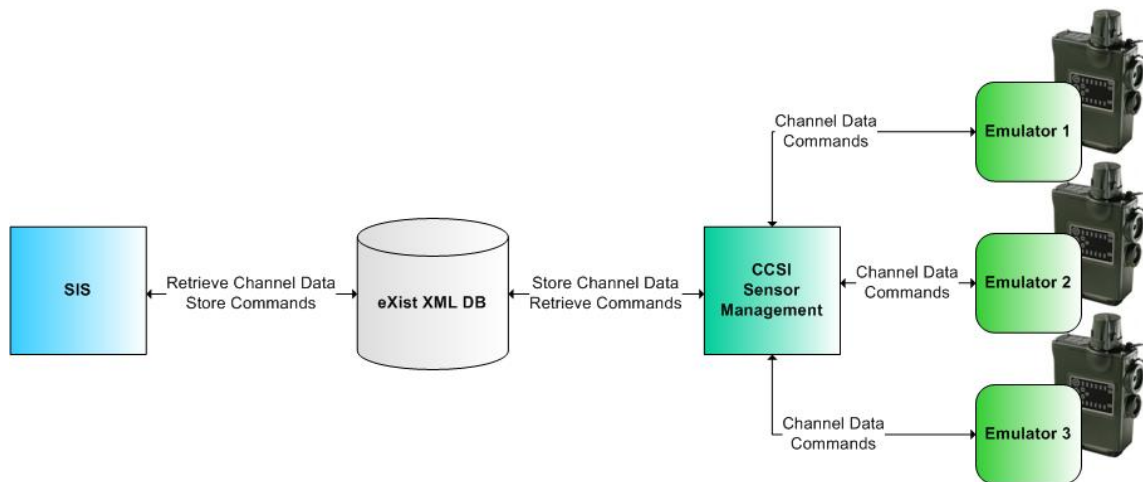 Channel Data
Commands
Emulator 1
SIS
Retrieve Channel Data
Store Commands
eXist XML DB
Store Channel Data
Retrieve Commands
CCSI
Sensor
Management
Channel Data
Commands
Emulator 2
Channel Data
Commands
Emulator 3